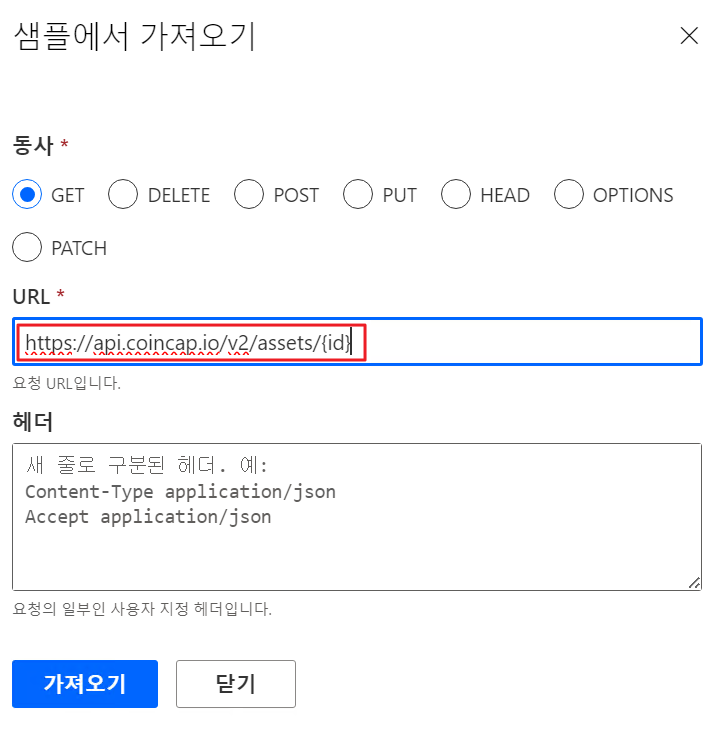 샘플에서 가져오기
동사 *
GET DELETE POST PUT HEAD OPTIONS
PATCH
URL *
https://api.coincap.io/v2/assets/{id}
요청 URL입니다.
헤더
새 줄로 구분된 헤더. 예:
Content-Type application/json
Accept application/json
요청의 일부인 사용자 지정 헤더입니다.
가져오기 닫기